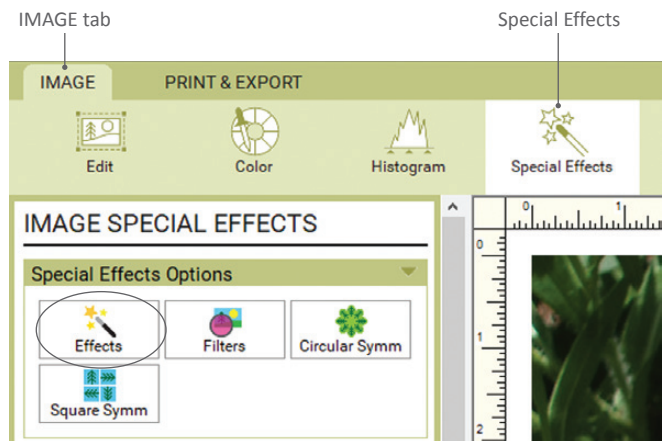 IMAGE tab Special Effects
IMAGE PRINT & EXPORT
Edit Color Histogram Special Effects
IMAGE SPECIAL EFFECTS
0 1
0
Special Effects Options
Effects Filters Circular Symm
1
Square Symm
2